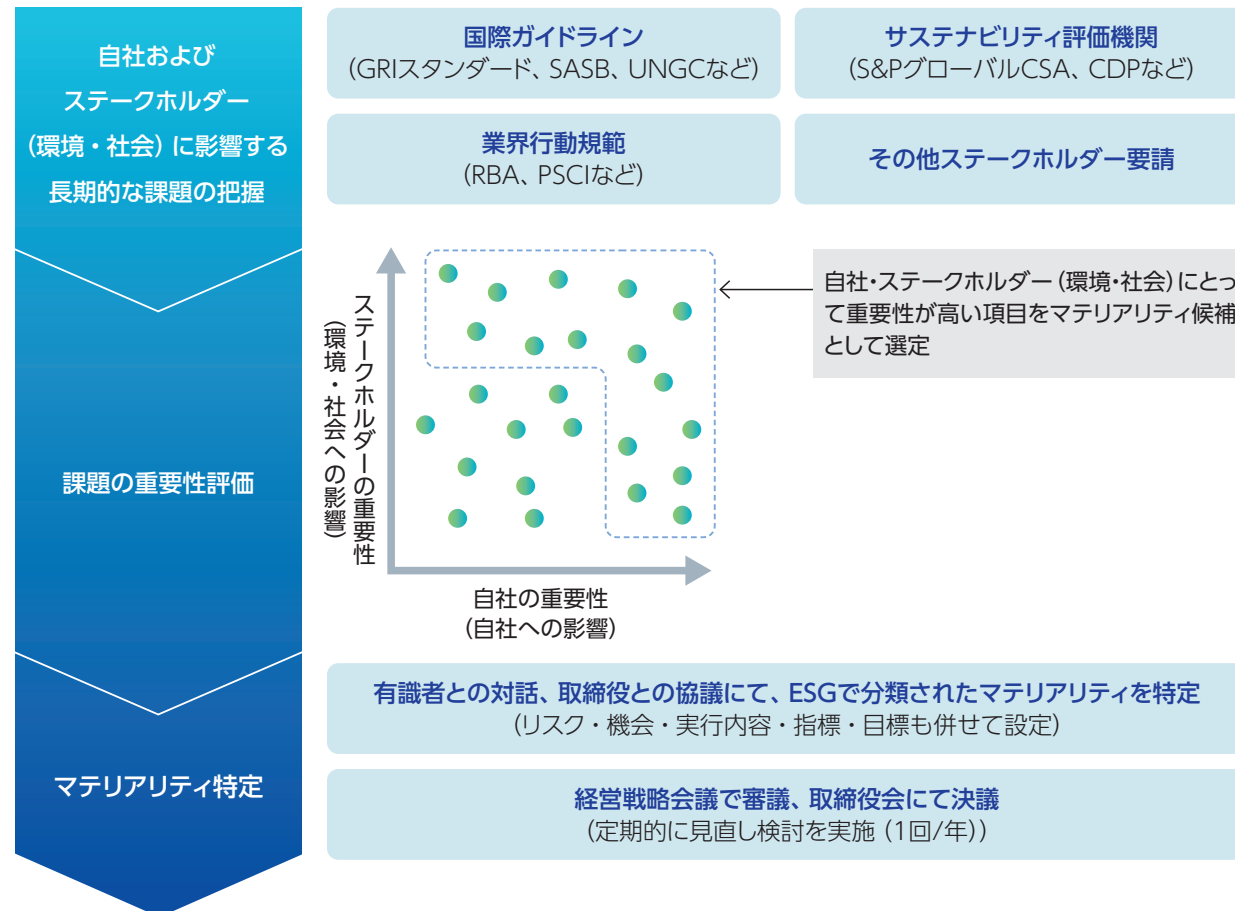 自社および
ステークホルダー
(環境・社会)に影響する
長期的な課題の把握
国際ガイドライン
(GRIスタンダード、SASB、UNGCなど)
サステナビリティ評価機関
(S&PグローバルCSA、CDPなど)
業界行動規範
(RBA、PSCIなど)
その他ステークホルダー要請
課題の重要性評価
ステークホルダーの重要性
(環境・社会への影響)
自社の重要性
(自社への影響)
自社・ステークホルダー(環境・社会)にとっ
て重要性が高い項目をマテリアリティ候補
として選定
マテリアリティ特定
有識者との対話、取締役との協議にて、ESGで分類されたマテリアリティを特定
(リスク・機会・実行内容・指標・目標も併せて設定)
経営戦略会議で審議、取締役会にて決議
(定期的に見直し検討を実施(1回/年))